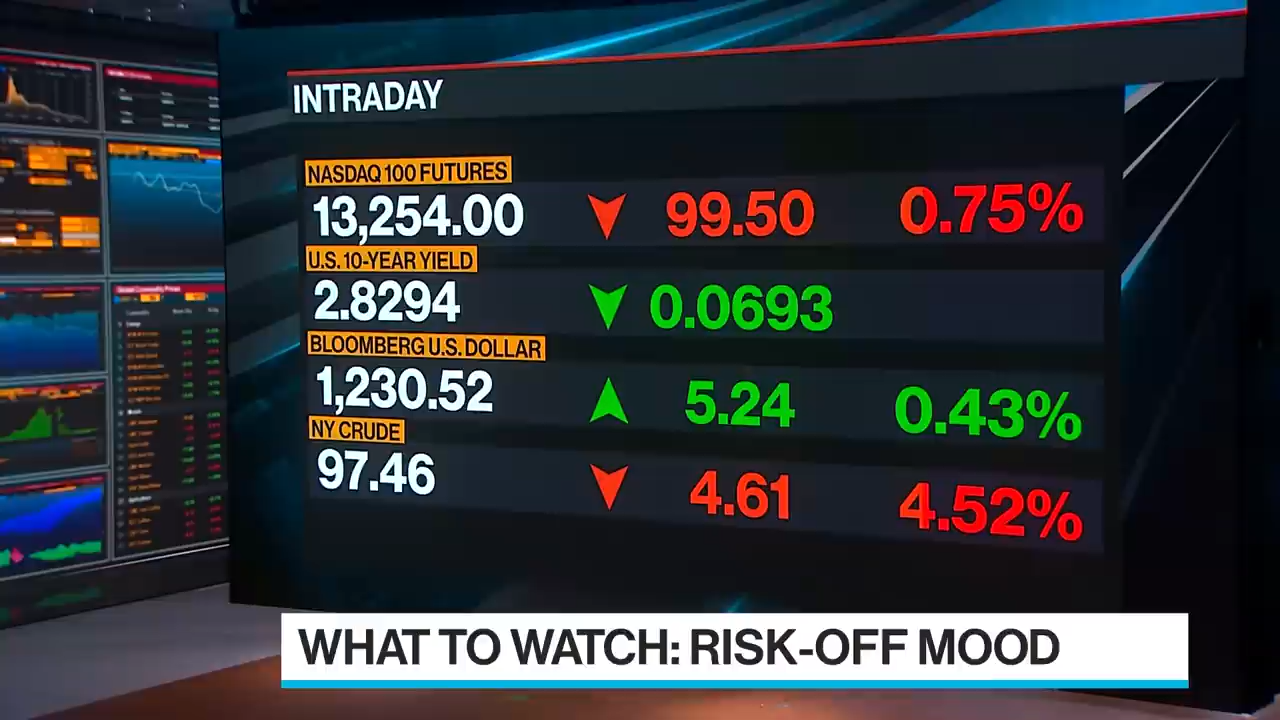 INTRADAY
NASDAQ 100 FUTURES
13,254.00 99.50 0.75%
U.S. 10-YEAR YIELD
2.8294 0.0693
BLOOMBERG U.S. DOLLAR
1,230.52 5.24 0.43%
NY CRUDE
97.46 4.61 4.52%
WHAT TO WATCH: RISK-OFF MOOD